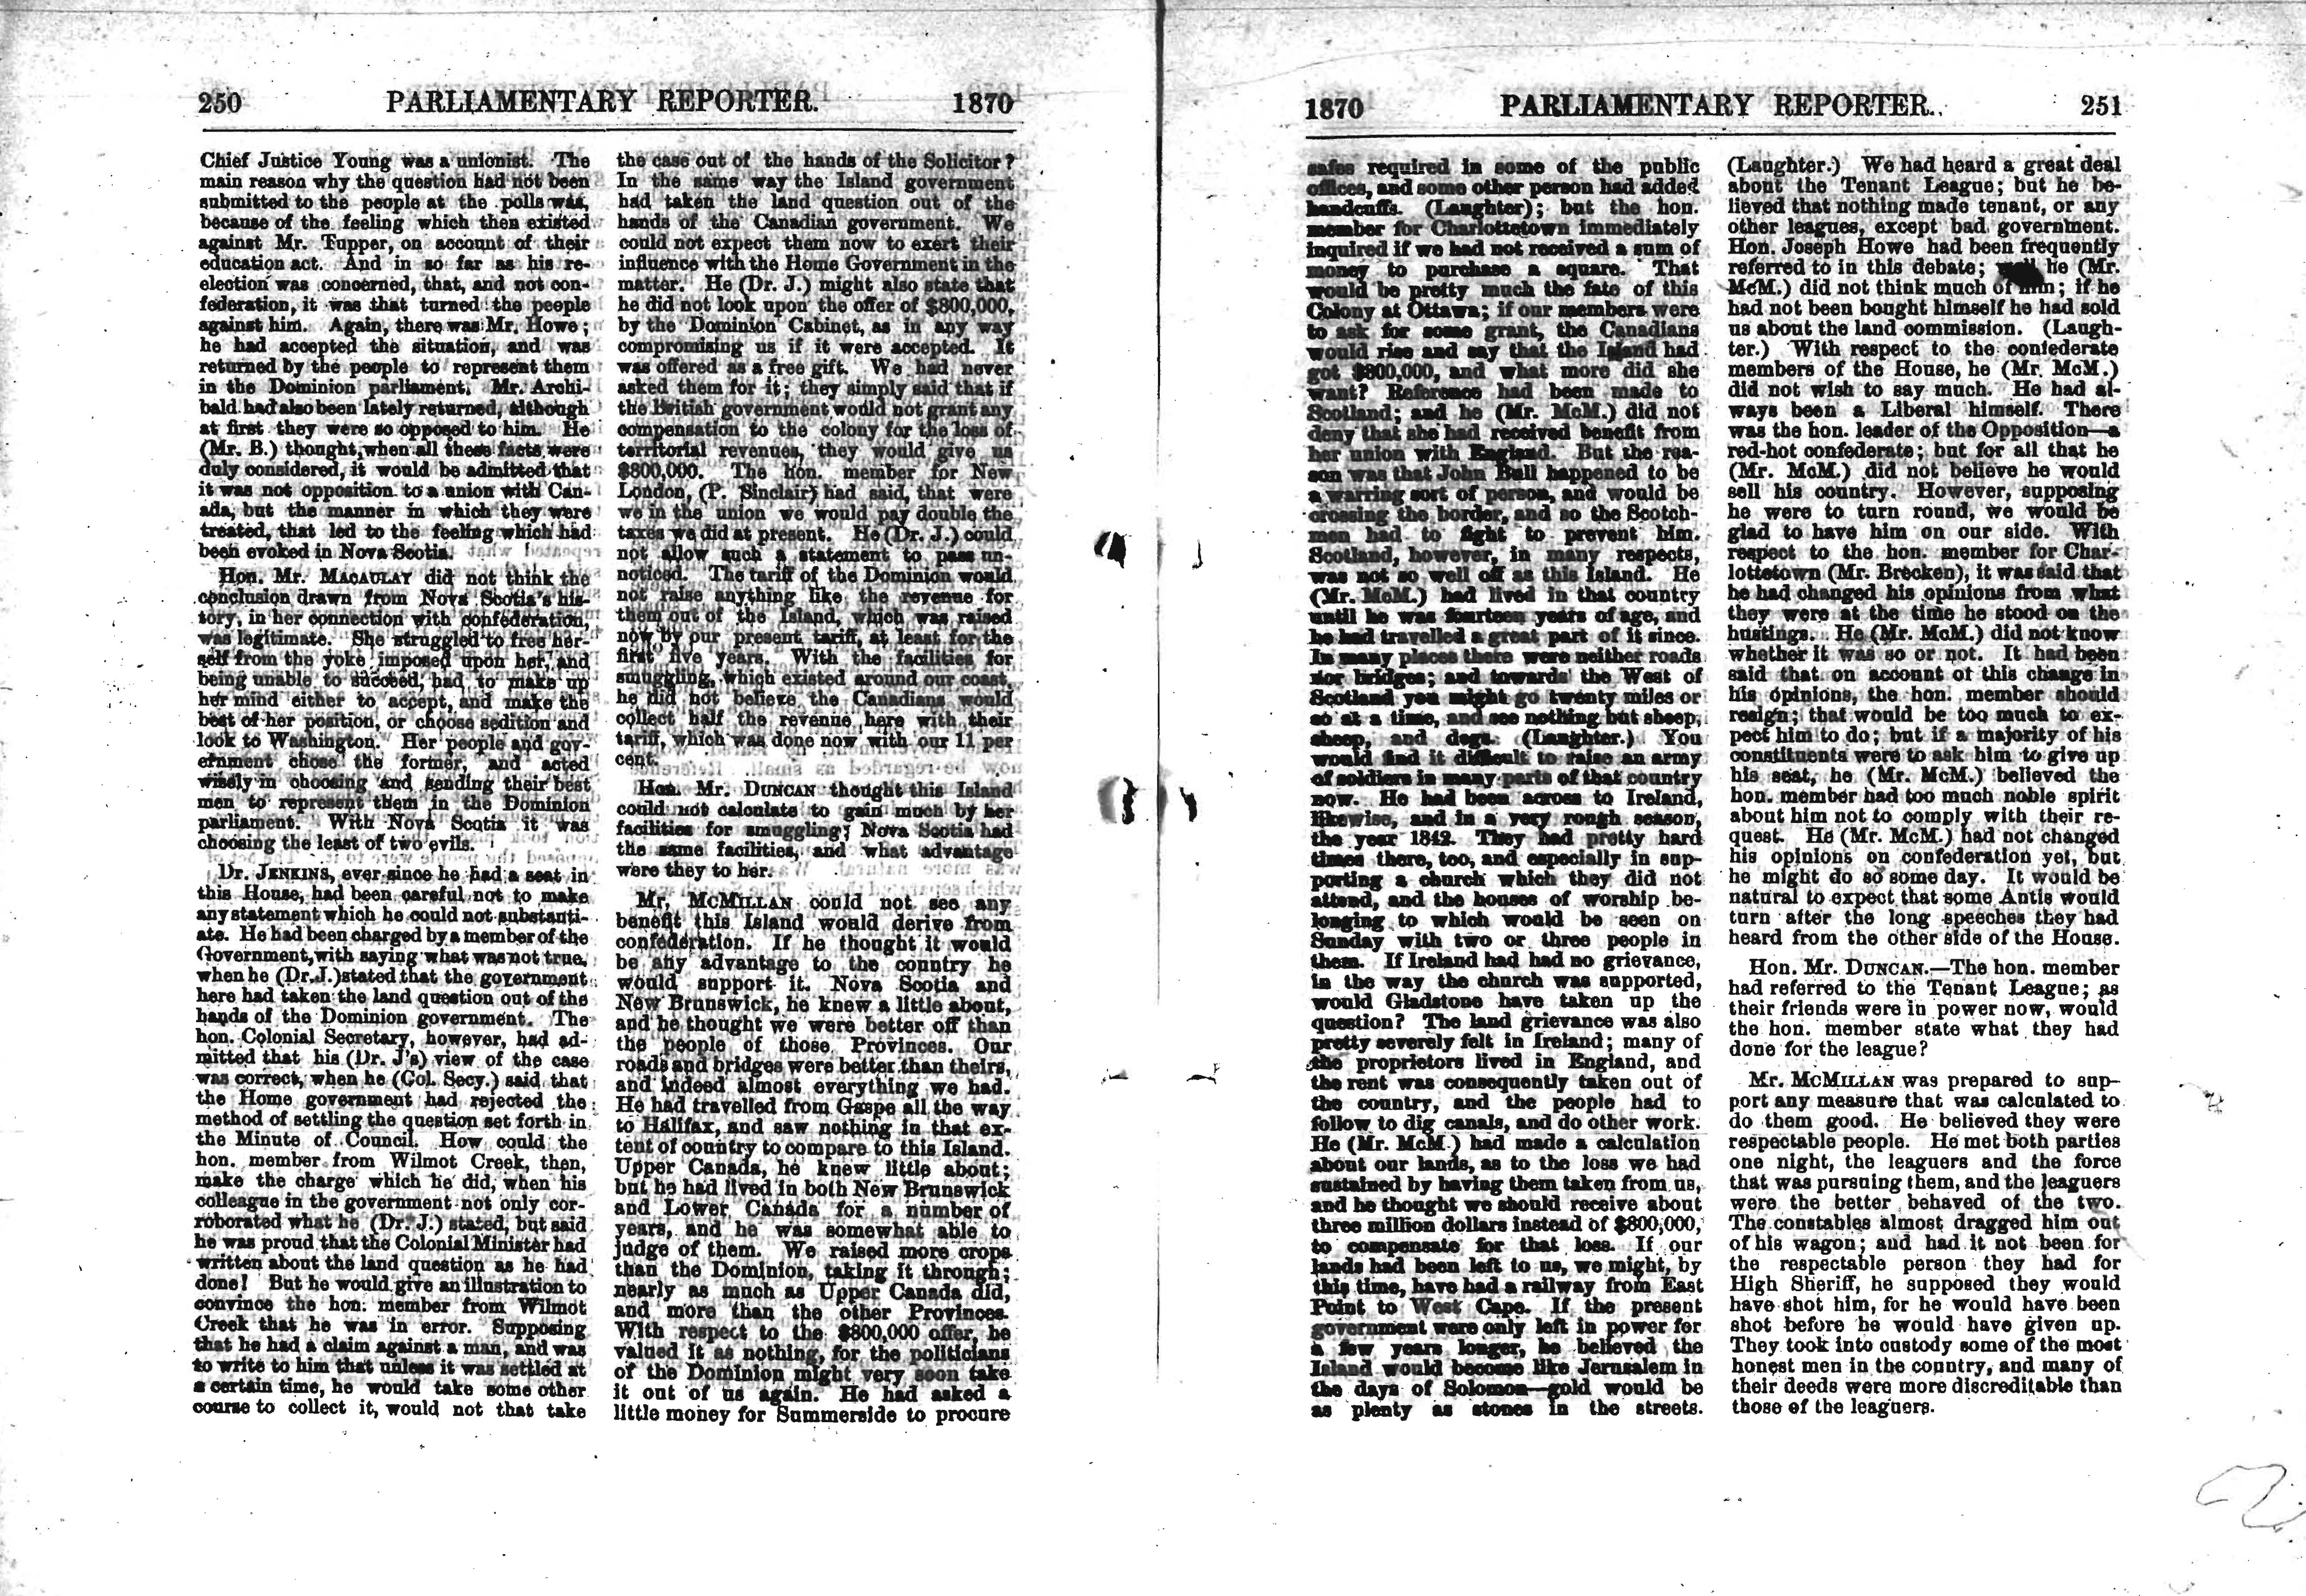 250 PARLIAMENTARY REPORTER. 1870
Chief Justice Young was a unionist. The
main reason why the question had not been
submitted to the people at the polls was,
because of the feeling which then existed
against Mr. Tupper, on account of their
education act. And in so far as his re-
election was concerned, that, and not con-
federation, it was that turned the people
against him. Again, there was Mr. Howe;
he had accepted the situation, and was
returned by the people to represent them
in the Dominion parliament. Mr. Archi-
bald had also been lately returned, although
at first they were so opposed to him. He
(Mr. B.) thought, when all these facts were
duly considered, it would be admitted that
it was not opposition to a union with Can-
ada, but the manner in which they were
treated, that led to the feeling which had
been evoked in Nova Scotia.
Hon. Mr. MACAULAY did not think the
conclusion drawn from Nova Scotia's his-
tory, in her connection with confederation,
was legitimate. She struggled to free her-
self from the yoke imposed upon her, and
being unable to succeed, had to make up
her mind either to accept, and make the
best of her position, or choose sedition and
look to Washington. Her people and gov-
ernment chose the former, and acted
wisely in choosing and sending their best
men to represent them in the Dominion
parliament. With Nova Scotia it was
choosing the least of two evils.
Dr. JENKINS, ever since he had a seat in
this House, had been careful not to make
any statement which he could not substanti-
ate. He had been charged by a member of the
Government, with saying what was not true,
when he (Dr. J.) stated that the government
here had taken the land question out of the
hands of the Dominion government. The
hon. Colonial Secretary, however, had ad-
mitted that his (Dr. J's) view of the case
was correct, when he (Col. Secy.) said that
the Home government had rejected the
method of settling the question set forth in
the Minute of Council. How could the
hon. member from Wilmot Creek, then,
make the charge which he did, when his
colleague in the government not only cor-
roborated what he (Dr. J.) stated, but said
he was proud that the Colonial Minister had
written about the land question as he had
done! But he would give an illustration to
convince the hon. member from Wilmot
Creek that he was in error. Supposing
that he had a claim against a man, and was
to write to him that unless it was settled at
a certain time, he would take some other
course to collect it, would not that take
the case out of the hands of the Solicitor?
In the same way the Island government
had taken the land question out of the
hands of the Canadian government. We
could not expect them now to exert their
influence with the Home Government in the
matter. He (Dr. J.) might also state that
he did not look upon the offer of $800,000,
by the Dominion Cabinet, as in any way
compromising us if it were accepted. It
was offered as a free gift. We had never
asked them for it; they simply said that if
the British government would not grant any
compensation to the colony for the loss of
territorial revenues, they would give us
$800,000. The hon. member for New
London, (P. Sinclair) had said, that were
we in the union we would pay double the
taxes we did at present. He (Dr. J.) could
not allow such a statement to pass un-
noticed. The tariff of the Dominion would
not raise anything like the revenue for
them out of the Island, which was raised
now by our present tariff, at least for the
first five years. With the facilities for
smuggling, which existed around our coast,
he did not believe the Canadians would
collect half the revenue here with their
tariff, which was done now with our 11 per
cent.
Hon. Mr. DUNCAN thought this Island
could not calculate to gain much by her
facilities for smuggling; Nova Scotia had
the same facilities, and what advantage
were they to her.
Mr. MCMILLAN could not see any
benefit this Island would derive from
confederation. If he thought it would
be any advantage to the country he
would support it. Nova Scotia and
New Brunswick, he knew a little about,
and he thought we were better off than
the people of those Provinces. Our
roads and bridges were better than theirs,
and indeed almost everything we had.
He had travelled from Gaspe all the way
to Halifax, and saw nothing in that ex-
tent of country to compare to this Island.
Upper Canada, he knew little about;
but he had lived in both New Brunswick
and Lower Canada for a number of
years, and he was somewhat able to
judge of them. We raised more crops
than the Dominion, taking it through;
nearly as much as Upper Canada did,
and more than the other Provinces.
With respect to the $800,000 offer, he
valued it as nothing, for the politicians
of the Dominion might very soon take
it out of us again. He had asked a
little money for Summerside to procure
1870 PARLIAMENTARY REPORTER. 251
safes required in some of the public
offices, and some other person had added
handcuffs. (Laughter); but the hon.
member for Charlottetown immediately
inquired if we had not received a sum of
money to purchase a square. That
would be pretty much the fate of this
Colony at Ottawa; if our members were
to ask for some grant, the Canadians
would rise and say that the Island had
got $800,000, and what more did she
want? Reference had been made to
Scotland; and he (Mr. McM.) did not
deny that she had received benefit from
her union with England. But the rea-
son was that John Bull happened to be
a warring sort of person, and would be
crossing the border, and so the Scotch-
men had to fight to prevent him.
Scotland, however, in many respects,
was not so well off as this Island. He
(Mr. McM.) had lived in that country
until he was fourteen years of age, and
he had travelled a great part of it since.
In many places there were neither roads
nor bridges; and towards the West of
Scotland you might go twenty miles or
so at a time, and see nothing but sheep,
sheep, and dogs. (Laughter.) You
would find it difficult to raise an army
of soldiers in many parts of that country
now. He had been across to Ireland,
likewise, and in a very rough season,
the year 1842. They had pretty hard
times there, too, and especially in sup-
porting a church which they did not
attend, and the houses of worship be-
longing to which would be seen on
Sunday with two or three people in
them. If Ireland had had no grievance,
in the way the church was supported,
would Gladstone have taken up the
question? The land grievance was also
pretty severely felt in Ireland; many of
the proprietors lived in England, and
the rent was consequently taken out of
the country, and the people had to
follow to dig canals, and do other work.
He (Mr. McM.) had made a calculation
about our lands, as to the loss we had
sustained by having them taken from us,
and he thought we should receive about
three million dollars instead of $800,000,
to compensate for that loss. If our
lands had been left to us, we might, by
this time, have had a railway from East
Point to West Cape. If the present
government were only left in power for
a few years longer, he believed the
Island would become like Jerusalem in
the days of Solomon—gold would be
as plenty as stones in the streets.
(Laughter.) We had heard a great deal
about the Tenant League; but he be-
lieved that nothing made tenant, or any
other leagues, except bad government.
Hon. Joseph Howe had been frequently
referred to in this debate; he (Mr.
McM.) did not think much of him; if he
had not been bought himself he had sold
us about the land commission. (Laugh-
ter.) With respect to the confederate
members of the House, he (Mr. McM.)
did not wish to say much. He had al-
ways been a Liberal himself. There
was the hon. leader of the Opposition—a
red-hot confederate; but for all that he
(Mr. McM.) did not believe he would
sell his country. However, supposing
he were to turn round, we would be
glad to have him on our side. With
respect to the hon. member for Char-
lottetown (Mr. Brecken), it was said that
he had changed his opinions from what
they were at the time he stood on the
hustings. He (Mr. McM.) did not know
whether it was so or not. It had been
said that on account of this change in
his opinions, the hon. member should
resign; that would be too much to ex-
pect him to do; but if a majority of his
constituents were to ask him to give up
his seat, he (Mr. McM.) believed the
hon. member had too much noble spirit
about him not to comply with their re-
quest. He (Mr. McM.) had not changed
his opinions on confederation yet, but
he might do so some day. It would be
natural to expect that some Antis would
turn after the long speeches they had
heard from the other side of the House.
Hon. Mr. DUNCAN.—The hon. member
had referred to the Tenant League; as
their friends were in power now, would
the hon. member state what they had
done for the league?
Mr. MCMILLAN was prepared to sup-
port any measure that was calculated to
do them good. He believed they were
respectable people. He met both parties
one night, the leaguers and the force
that was pursuing them, and the leaguers
were the better behaved of the two.
The constables almost dragged him out
of his wagon; and had it not been for
the respectable person they had for
High Sheriff, he supposed they would
have shot him, for he would have been
shot before he would have given up.
They took into custody some of the most
honest men in the country, and many of
their deeds were more discreditable than
those of the leaguers.